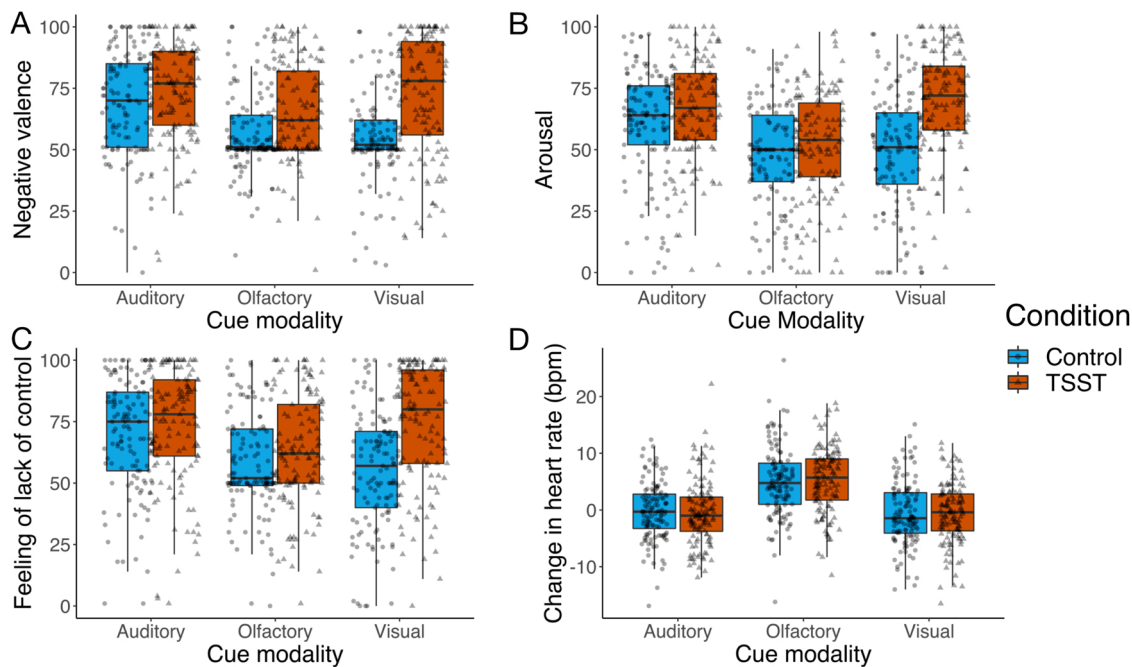 A
Negative valence
100
75
50
25
0
Auditory Olfactory Visual
Cue modality
B
Arousal
100
75
50
25
0
Auditory Olfactory Visual
Cue Modality
C
Feeling of lack of control
100
75
50
25
0
Auditory Olfactory Visual
Cue modality
D
Change in heart rate (bpm)
20
10
0
-10
Auditory Olfactory Visual
Cue modality
Condition
Control
TSST